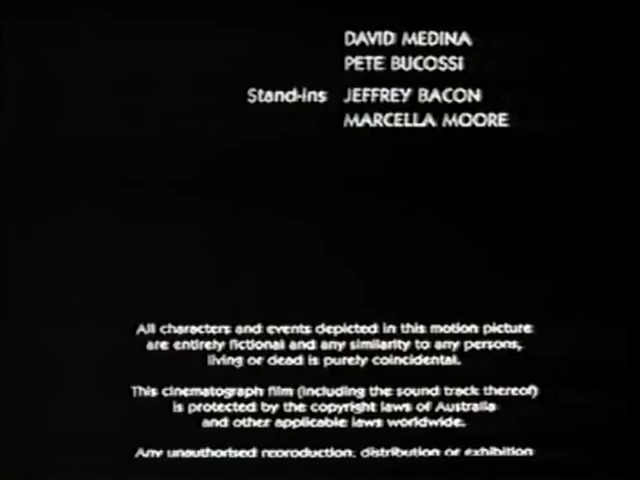 DAVID MEDINA
PETE BUCOSSI
Stand-ins JEFFREY BACON
MARCELLA MOORE
All characters and events depicted in this motion picture
are entirely fictional and any similarity to any persons,
living or dead is purely coincidental.
This cinematograph film (including the sound track thereof)
is protected by the copyright laws of Australia
and other applicable laws worldwide.
Any unauthorised reproduction, distribution or exhibition